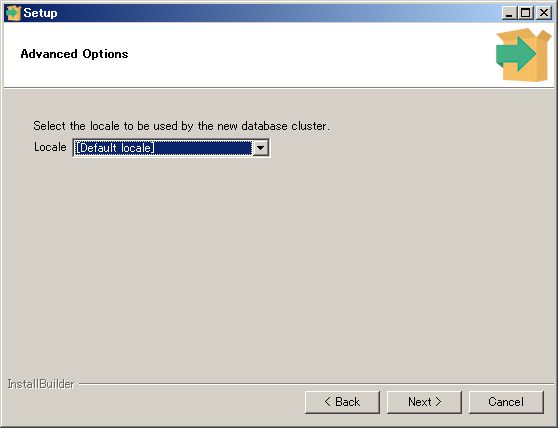 Setup
Advanced Options
Select the locale to be used by the new database cluster.
Locale [Default locale]
InstallBuilder
< Back Next > Cancel